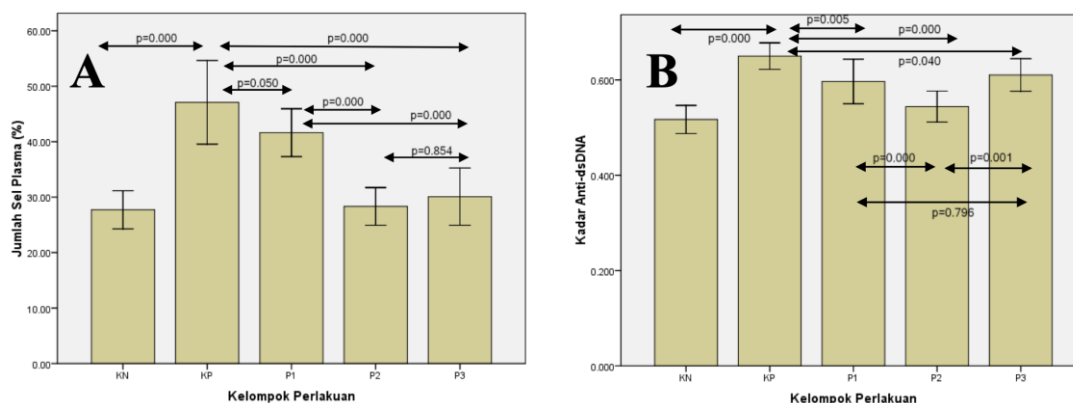 A
Jumlah Sel Plasma (%)
60.00
50.00
40.00
30.00
20.00
10.00
0.00
p=0.000
p=0.000
p=0.000
p=0.050
p=0.000
p=0.000
p=0.854
KN KP P1 P2 P3
Kelompok Perlakuan
B
Kadar Anti-dsDNA
0.600
0.400
0.200
0.000
p=0.005
p=0.000
p=0.000
p=0.040
p=0.000
p=0.001
p=0.796
KN KP P1 P2 P3
Kelompok Perlakuan